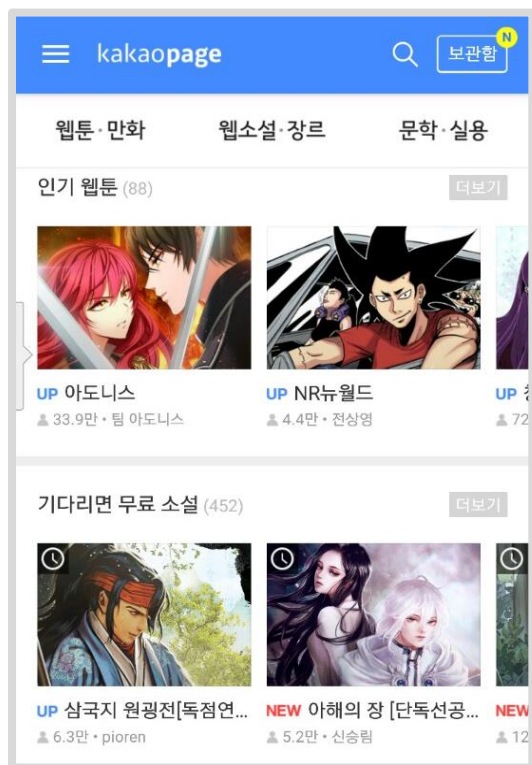 kakaopage
보관함
N
웹툰·만화 웹소설·장르 문학·실용
인기 웹툰 (88) 더보기
UP 아도니스 UP NR뉴월드 UP
33.9만 • 팀 아도니스 4.4만 • 전상영 72
기다리면 무료 소설 (452) 더보기
UP 삼국지 원굉전[독점연... NEW 아해의 장 [단독선공... NEW
6.3만 • pioren 5.2만 • 신승림 12